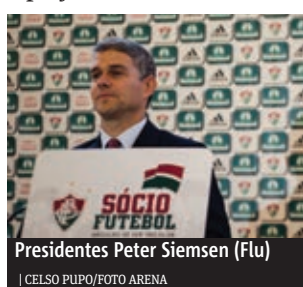 SÓCIO
FUTEBOL
Presidentes Peter Siemsen (Flu)
| CELSO PUPO/FOTO ARENA